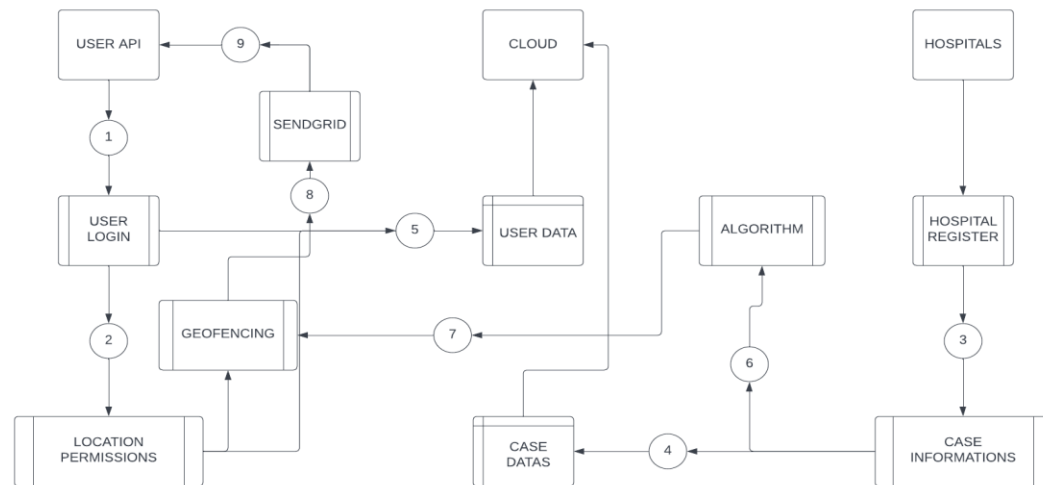 USER API
9
CLOUD
HOSPITALS
SENDGRID
1
8
USER
LOGIN
5
USER DATA
ALGORITHM
HOSPITAL
REGISTER
GEOFENCING
7
2
3
6
LOCATION
PERMISSIONS
CASE
DATAS
4
CASE
INFORMATIONS